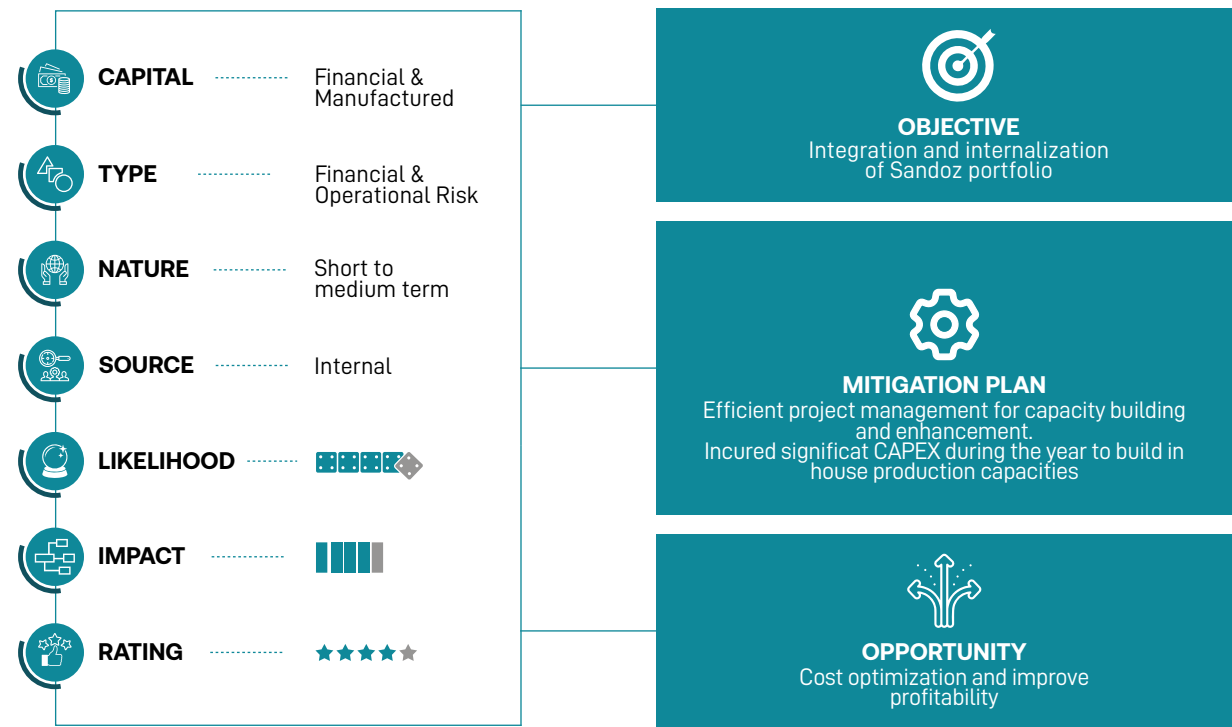 CAPITAL
Financial &
Manufactured
TYPE
Financial &
Operational Risk
NATURE
Short to
medium term
SOURCE
Internal
LIKELIHOOD
IMPACT
RATING
OBJECTIVE
Integration and internalization
of Sandoz portfolio
MITIGATION PLAN
Efficient project management for capacity building
and enhancement.
Incured significat CAPEX during the year to build in
house production capacities
OPPORTUNITY
Cost optimization and improve
profitability